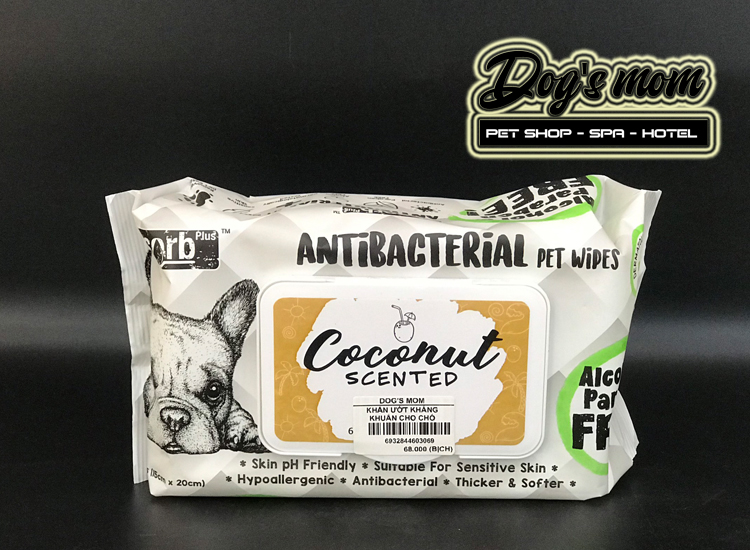 Dog's mom
PET SHOP - SPA - HOTEL
orb Plus™
ANTiBACTERiAL PET WiPES
Coconut
SCENTED
DOG'S MOM
KHĂN ƯỚT KHÁNG
KHUẨN CHO CHÓ
6
6932844603069
68.000 (BỊCH)
Alco
Par
FR
* Skin pH Friendly * Suitable For Sensitive Skin *
* Hypoallergenic * Antibacterial * Thicker & Softer *
(15cm x 20cm)